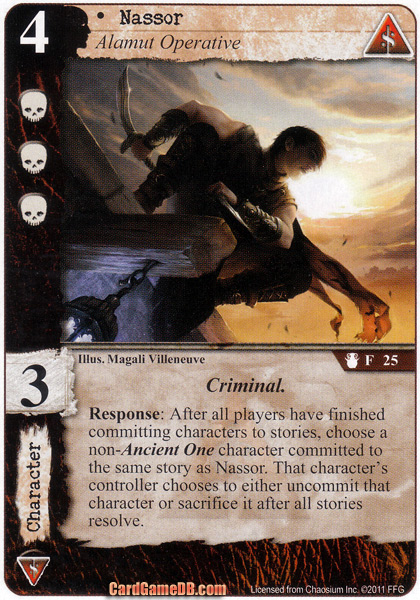 4
• Nassor
Alamut Operative
Illus. Magali Villeneuve
F 25
3
Criminal.
Response: After all players have finished
committing characters to stories, choose a
non-Ancient One character committed to
the same story as Nassor. That character's
controller chooses to either uncommit that
character or sacrifice it after all stories
resolve.
Character
CardGameDB.com
Licensed from Chaosium Inc. ©2011 FFG